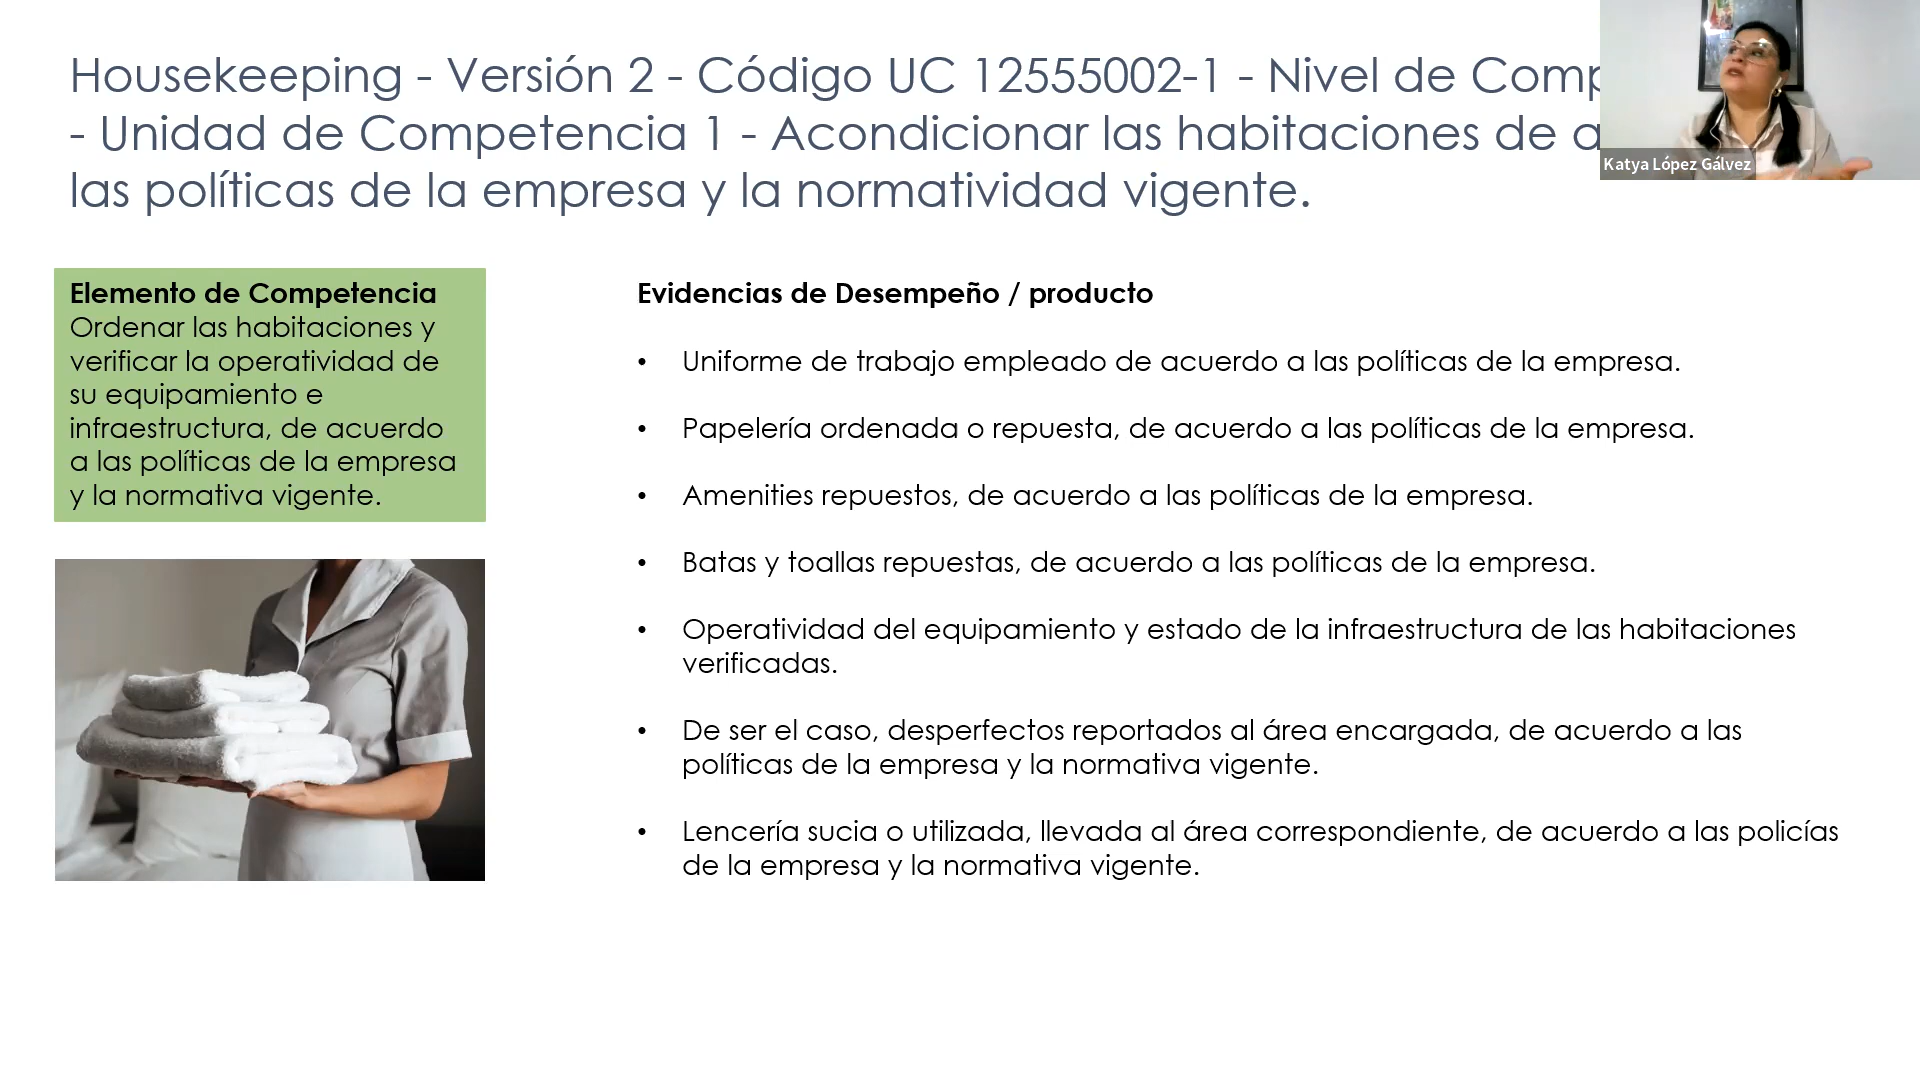 Housekeeping - Versión 2 - Código UC 12555002-1 - Nivel de
- Unidad de Competencia 1 - Acondicionar las habitaciones de
las políticas de la empresa y la normatividad vigente.
Katya López Gálvez
Elemento de Competencia
Ordenar las habitaciones y
verificar la operatividad de
su equipamiento e
infraestructura, de acuerdo
a las políticas de la empresa
y la normativa vigente.
Evidencias de Desempeño / producto
• Uniforme de trabajo empleado de acuerdo a las políticas de la empresa.
• Papelería ordenada o repuesta, de acuerdo a las políticas de la empresa.
• Amenities repuestos, de acuerdo a las políticas de la empresa.
• Batas y toallas repuestas, de acuerdo a las políticas de la empresa.
• Operatividad del equipamiento y estado de la infraestructura de las habitaciones
verificadas.
• De ser el caso, desperfectos reportados al área encargada, de acuerdo a las
políticas de la empresa y la normativa vigente.
• Lencería sucia o utilizada, llevada al área correspondiente, de acuerdo a las policías
de la empresa y la normativa vigente.